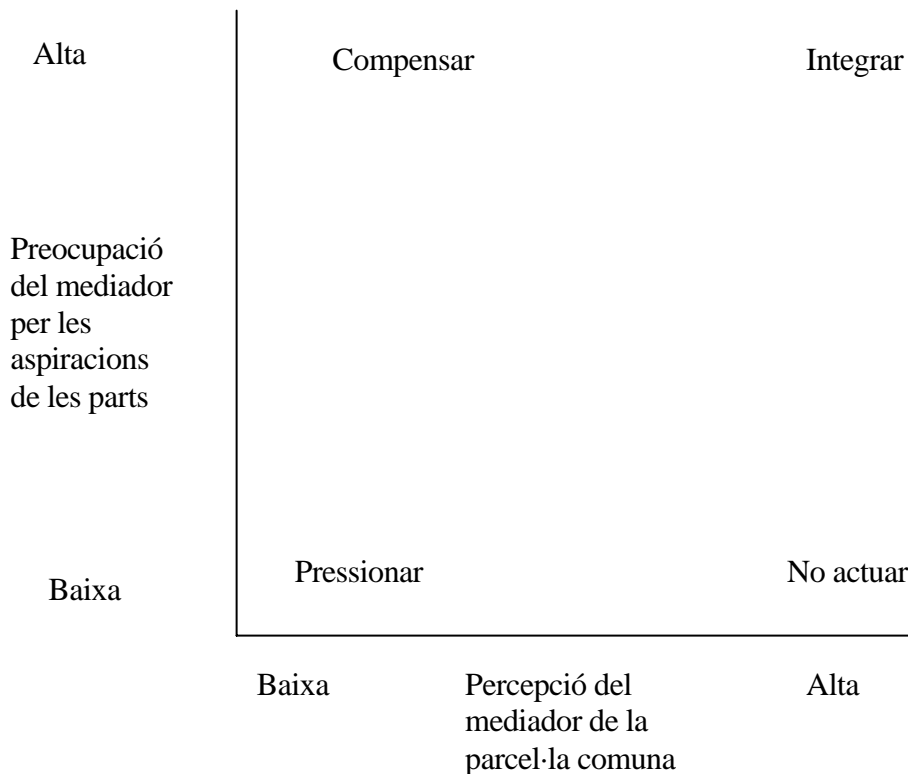 Alta
Compensar
Integrar
Preocupació
del mediador
per les
aspiracions
de les parts
Pressionar
No actuar
Baixa
Baixa
Percepció del
mediador de la
parcel·la comuna
Alta